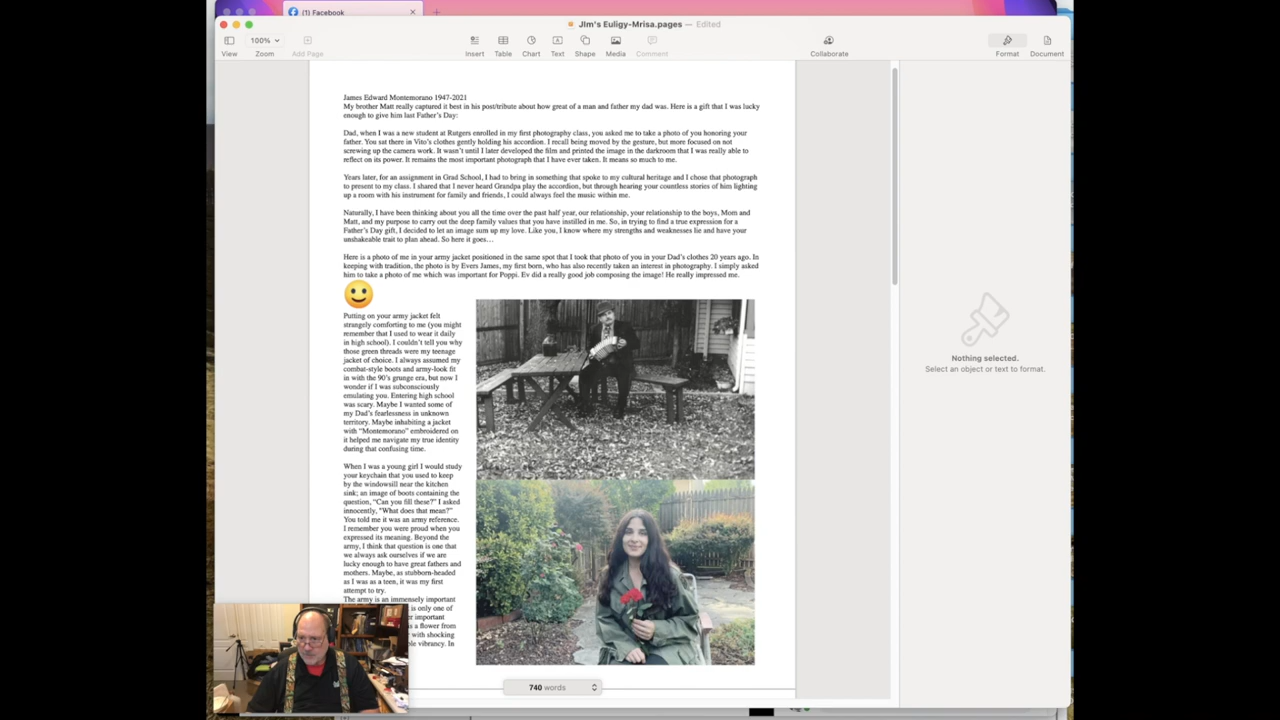 (1) Facebook
JIm's Euligy-Mrisa.pages — Edited
100%
View
Zoom
Add Page
Insert
Table
Chart
Text
Shape
Media
Comment
Collaborate
Format
Document
James Edward Montemorano 1947-2021
My brother Matt really captured it best in his post/tribute about how great of a man and father my dad was. Here is a gift that I was lucky
enough to give him last Father's Day:
Dad, when I was a new student at Rutgers enrolled in my first photography class, you asked me to take a photo of you honoring your
father. You sat there in Vito's clothes gently holding his accordion. I recall being moved by the gesture, but more focused on not
screwing up the camera work. It wasn't until I later developed the film and printed the image in the darkroom that I was really able to
reflect on its power. It remains the most important photograph that I have ever taken. It means so much to me.
Years later, for an assignment in Grad School, I had to bring in something that spoke to my cultural heritage and I chose that photograph
to present to my class. I shared that I never heard Grandpa play the accordion, but through hearing your countless stories of him lighting
up a room with his instrument for family and friends, I could always feel the music within me.
Naturally, I have been thinking about you all the time over the past half year, our relationship, your relationship to the boys, Mom and
Matt, and my purpose to carry out the deep family values that you have instilled in me. So, in trying to find a true expression for a
Father's Day gift, I decided to let an image sum up my love. Like you, I know where my strengths and weaknesses lie and have your
unshakeable trait to plan ahead. So here it goes…
Here is a photo of me in your army jacket positioned in the same spot that I took that photo of you in your Dad's clothes 20 years ago. In
keeping with tradition, the photo is by Evers James, my first born, who has also recently taken an interest in photography. I simply asked
him to take a photo of me which was important for Poppi. Ev did a really good job composing the image! He really impressed me.
Putting on your army jacket felt
strangely comforting to me (you might
remember that I used to wear it daily
in high school). I couldn't tell you why
those green threads were my teenage
jacket of choice. I always assumed my
combat-style boots and army-look fit
in with the 90's grunge era, but now I
wonder if I was subconsciously
emulating you. Entering high school
was scary. Maybe I wanted some of
my Dad's fearlessness in unknown
territory. Maybe inhabiting a jacket
with "Montemorano" embroidered on
it helped me navigate my true identity
during that confusing time.
When I was a young girl I would study
your keychain that you used to keep
by the windowsill near the kitchen
sink; an image of boots containing the
question, "Can you fill these?" I asked
innocently, "What does that mean?"
You told me it was an army reference.
I remember you were proud when you
expressed its meaning. Beyond the
army, I think that question is one that
we always ask ourselves if we are
lucky enough to have great fathers and
mothers. Maybe, as stubborn-headed
as I was as a teen, it was my first
attempt to try.
The army is an immensely important
is only one of
er important
s a flower from
with shocking
ble vibrancy. In
740 words
Nothing selected.
Select an object or text to format.